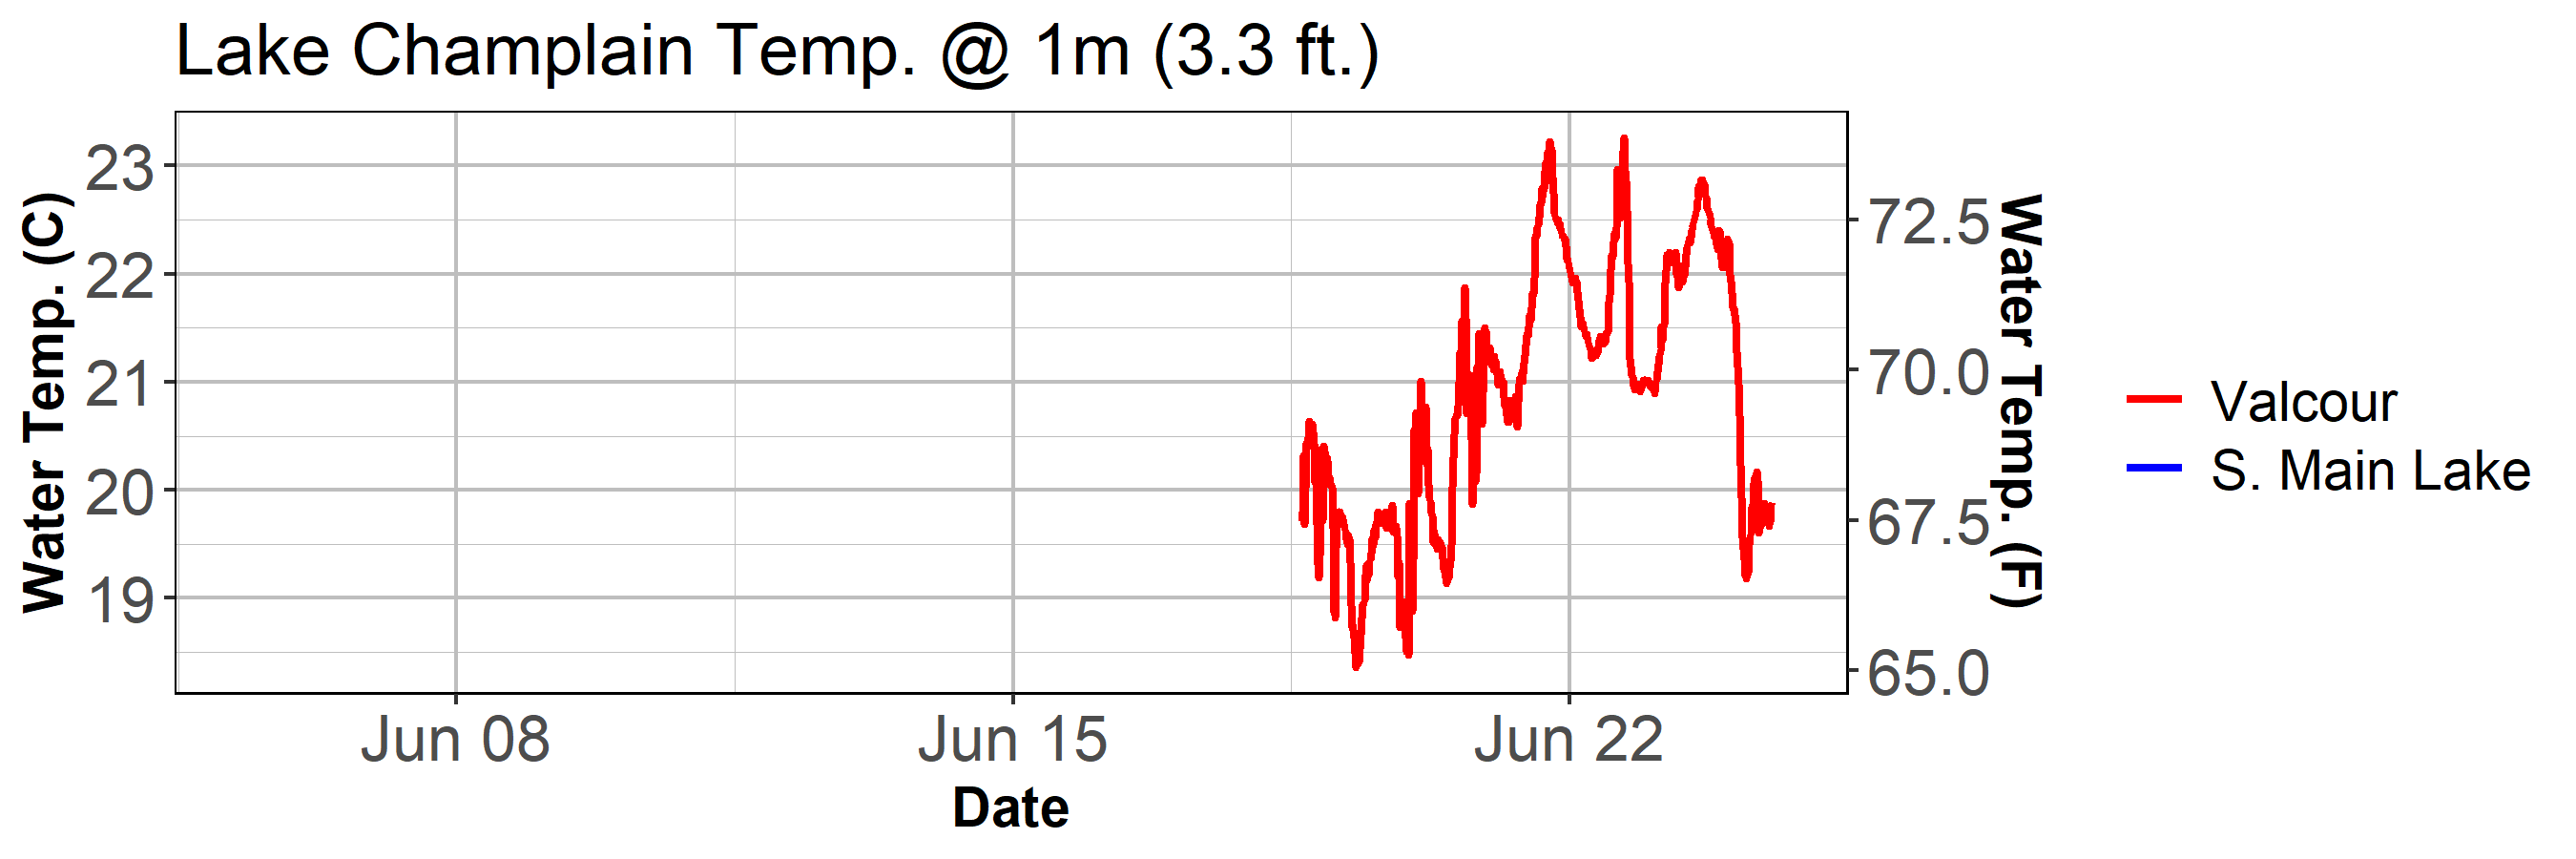 Lake Champlain Temp. @ 1m (3.3 ft.)
Water Temp. (C)
23
22
21
20
19
72.5
70.0
67.5
65.0
Water Temp. (F)
Jun 08
Jun 15
Jun 22
Date
Valcour
S. Main Lake